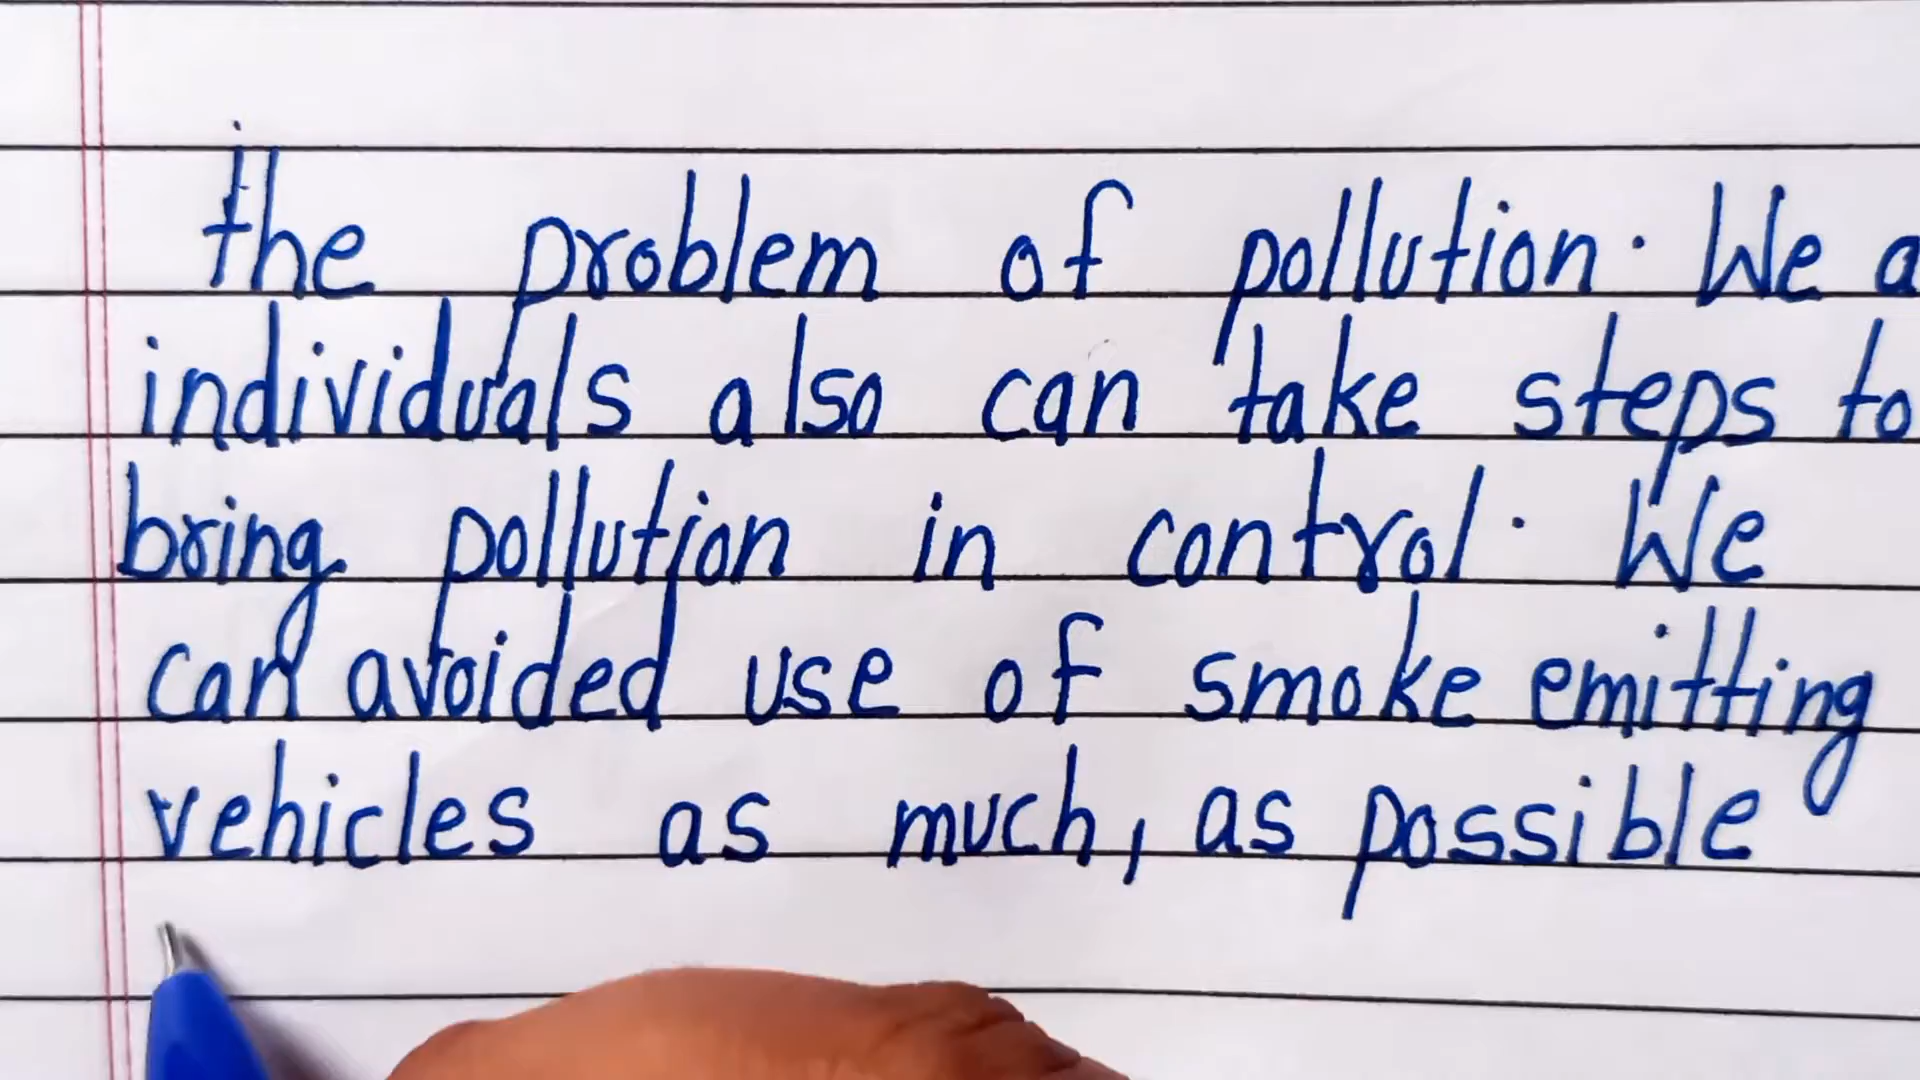 the problem of pollution. We a
individuals also can take steps to
bring pollution in control. We
can avoided use of smoke emitting
vehicles as much, as possible